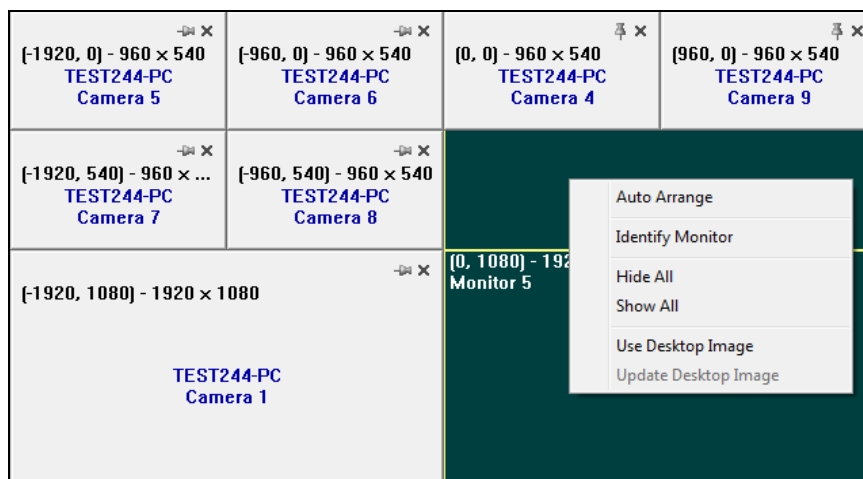 (-1920, 0) - 960 × 540
TEST244-PC
Camera 5
(-960, 0) - 960 × 540
TEST244-PC
Camera 6
(0, 0) - 960 × 540
TEST244-PC
Camera 4
(960, 0) - 960 × 540
TEST244-PC
Camera 9
(-1920, 540) - 960 × ...
TEST244-PC
Camera 7
(-960, 540) - 960 × 540
TEST244-PC
Camera 8
(-1920, 1080) - 1920 × 1080
TEST244-PC
Camera 1
(0, 1080) - 192
Monitor 5
Auto Arrange
Identify Monitor
Hide All
Show All
Use Desktop Image
Update Desktop Image